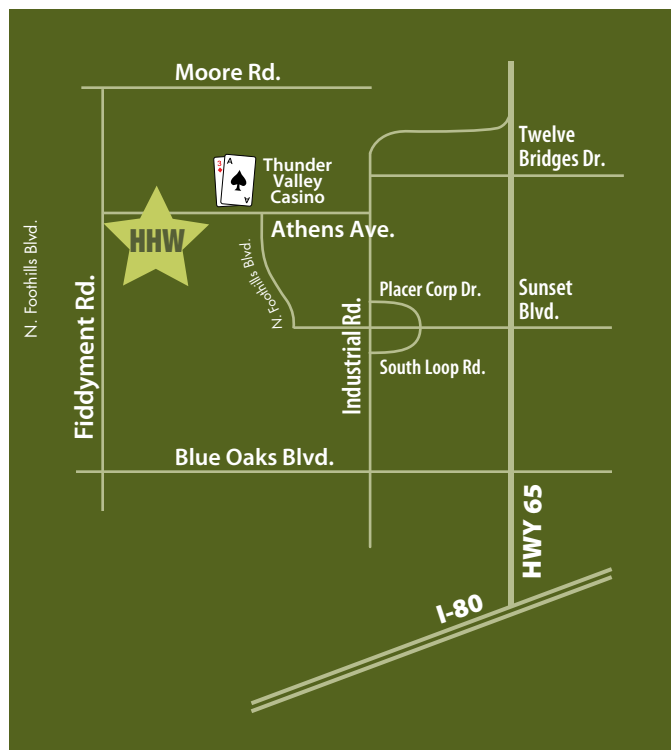 Moore Rd.
Twelve
Bridges Dr.
3
A
A
Thunder
Valley
Casino
HHW
Athens Ave.
N. Foothills Blvd.
N. Foothills Blvd.
Fiddyment Rd.
Placer Corp Dr.
Sunset
Blvd.
Industrial Rd.
South Loop Rd.
Blue Oaks Blvd.
HWY 65
I-80